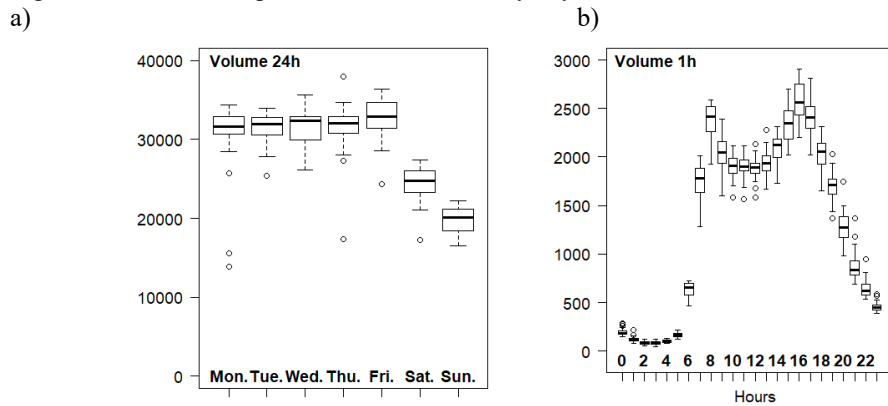 a)
Volume 24h
40000
30000
20000
10000
0
Mon. Tue. Wed. Thu. Fri. Sat. Sun.
b)
Volume 1h
3000
2500
2000
1500
1000
500
0
0 2 4 6 8 10 12 14 16 18 20 22
Hours